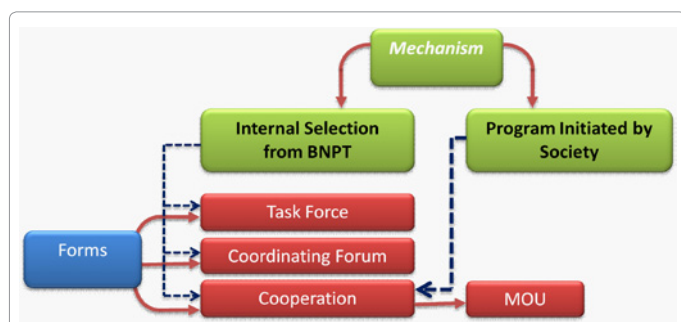 Mechanism
Internal Selection
from BNPT
Program Initiated by
Society
Task Force
Forms
Coordinating Forum
Cooperation
MOU